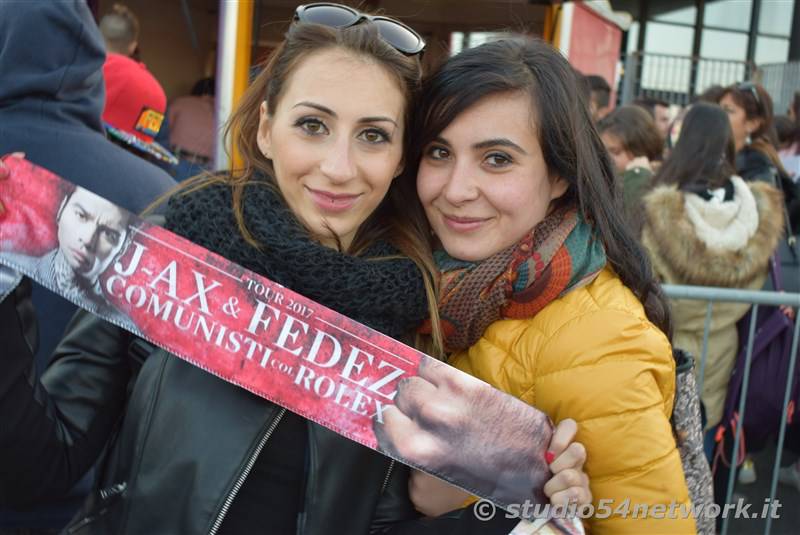 TOUR 2017
J-AX & FEDEZ
COMUNISTI COL ROLEX
© studio54network.it